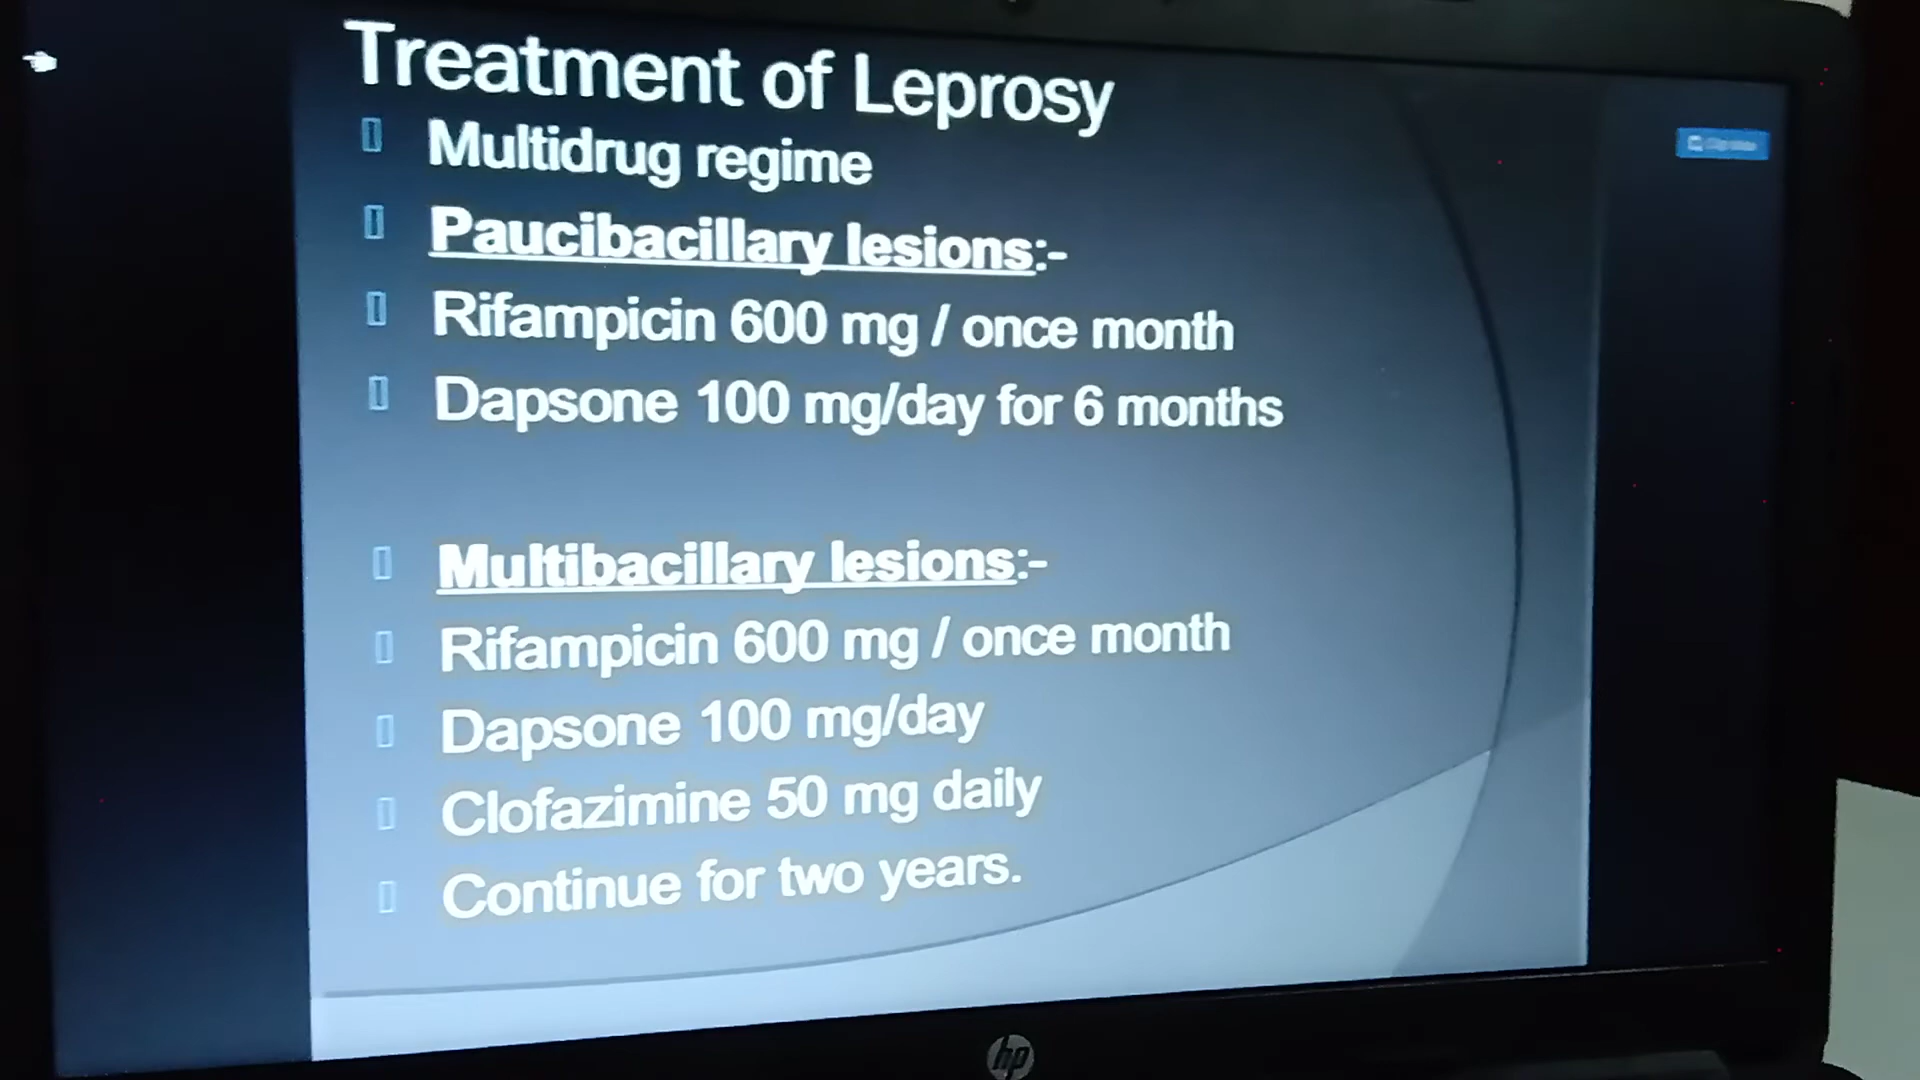 Treatment of Leprosy
Multidrug regime
Paucibacillary lesions:-
Rifampicin 600 mg / once month
Dapsone 100 mg/day for 6 months
Multibacillary lesions:-
Rifampicin 600 mg / once month
Dapsone 100 mg/day
Clofazimine 50 mg daily
Continue for two years.
hp